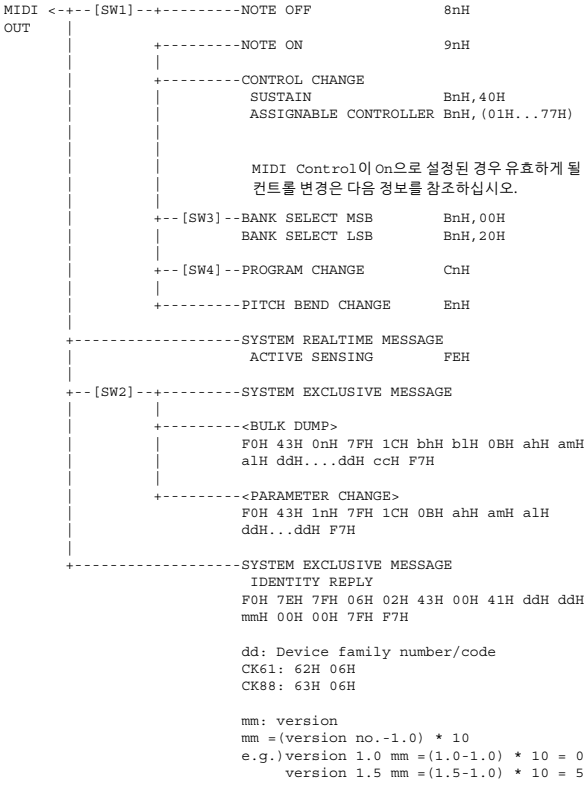 MIDI <-+--[SW1]--+---------NOTE OFF 8nH
OUT |
| +---------NOTE ON 9nH
| |
| +---------CONTROL CHANGE
| | SUSTAIN BnH,40H
| | ASSIGNABLE CONTROLLER BnH,(01H...77H)
| |
| | MIDI Control이 On으로 설정된 경우 유효하게 될
| | 컨트롤 변경은 다음 정보를 참조하십시오.
| |
| +--[SW3]--BANK SELECT MSB BnH,00H
| | BANK SELECT LSB BnH,20H
| |
| +--[SW4]--PROGRAM CHANGE CnH
| |
| +---------PITCH BEND CHANGE EnH
|
+-------------------SYSTEM REALTIME MESSAGE
| ACTIVE SENSING FEH
|
+--[SW2]--+---------SYSTEM EXCLUSIVE MESSAGE
| |
| +---------<BULK DUMP>
| | F0H 43H 0nH 7FH 1CH bhH blH 0BH ahH amH
| | alH ddH....ddH ccH F7H
| |
| +---------<PARAMETER CHANGE>
| F0H 43H 1nH 7FH 1CH 0BH ahH amH alH
| ddH...ddH F7H
|
+-------------------SYSTEM EXCLUSIVE MESSAGE
IDENTITY REPLY
F0H 7EH 7FH 06H 02H 43H 00H 41H ddH ddH
mmH 00H 00H 7FH F7H
dd: Device family number/code
CK61: 62H 06H
CK88: 63H 06H
mm: version
mm =(version no.-1.0) * 10
e.g.)version 1.0 mm =(1.0-1.0) * 10 = 0
version 1.5 mm =(1.5-1.0) * 10 = 5